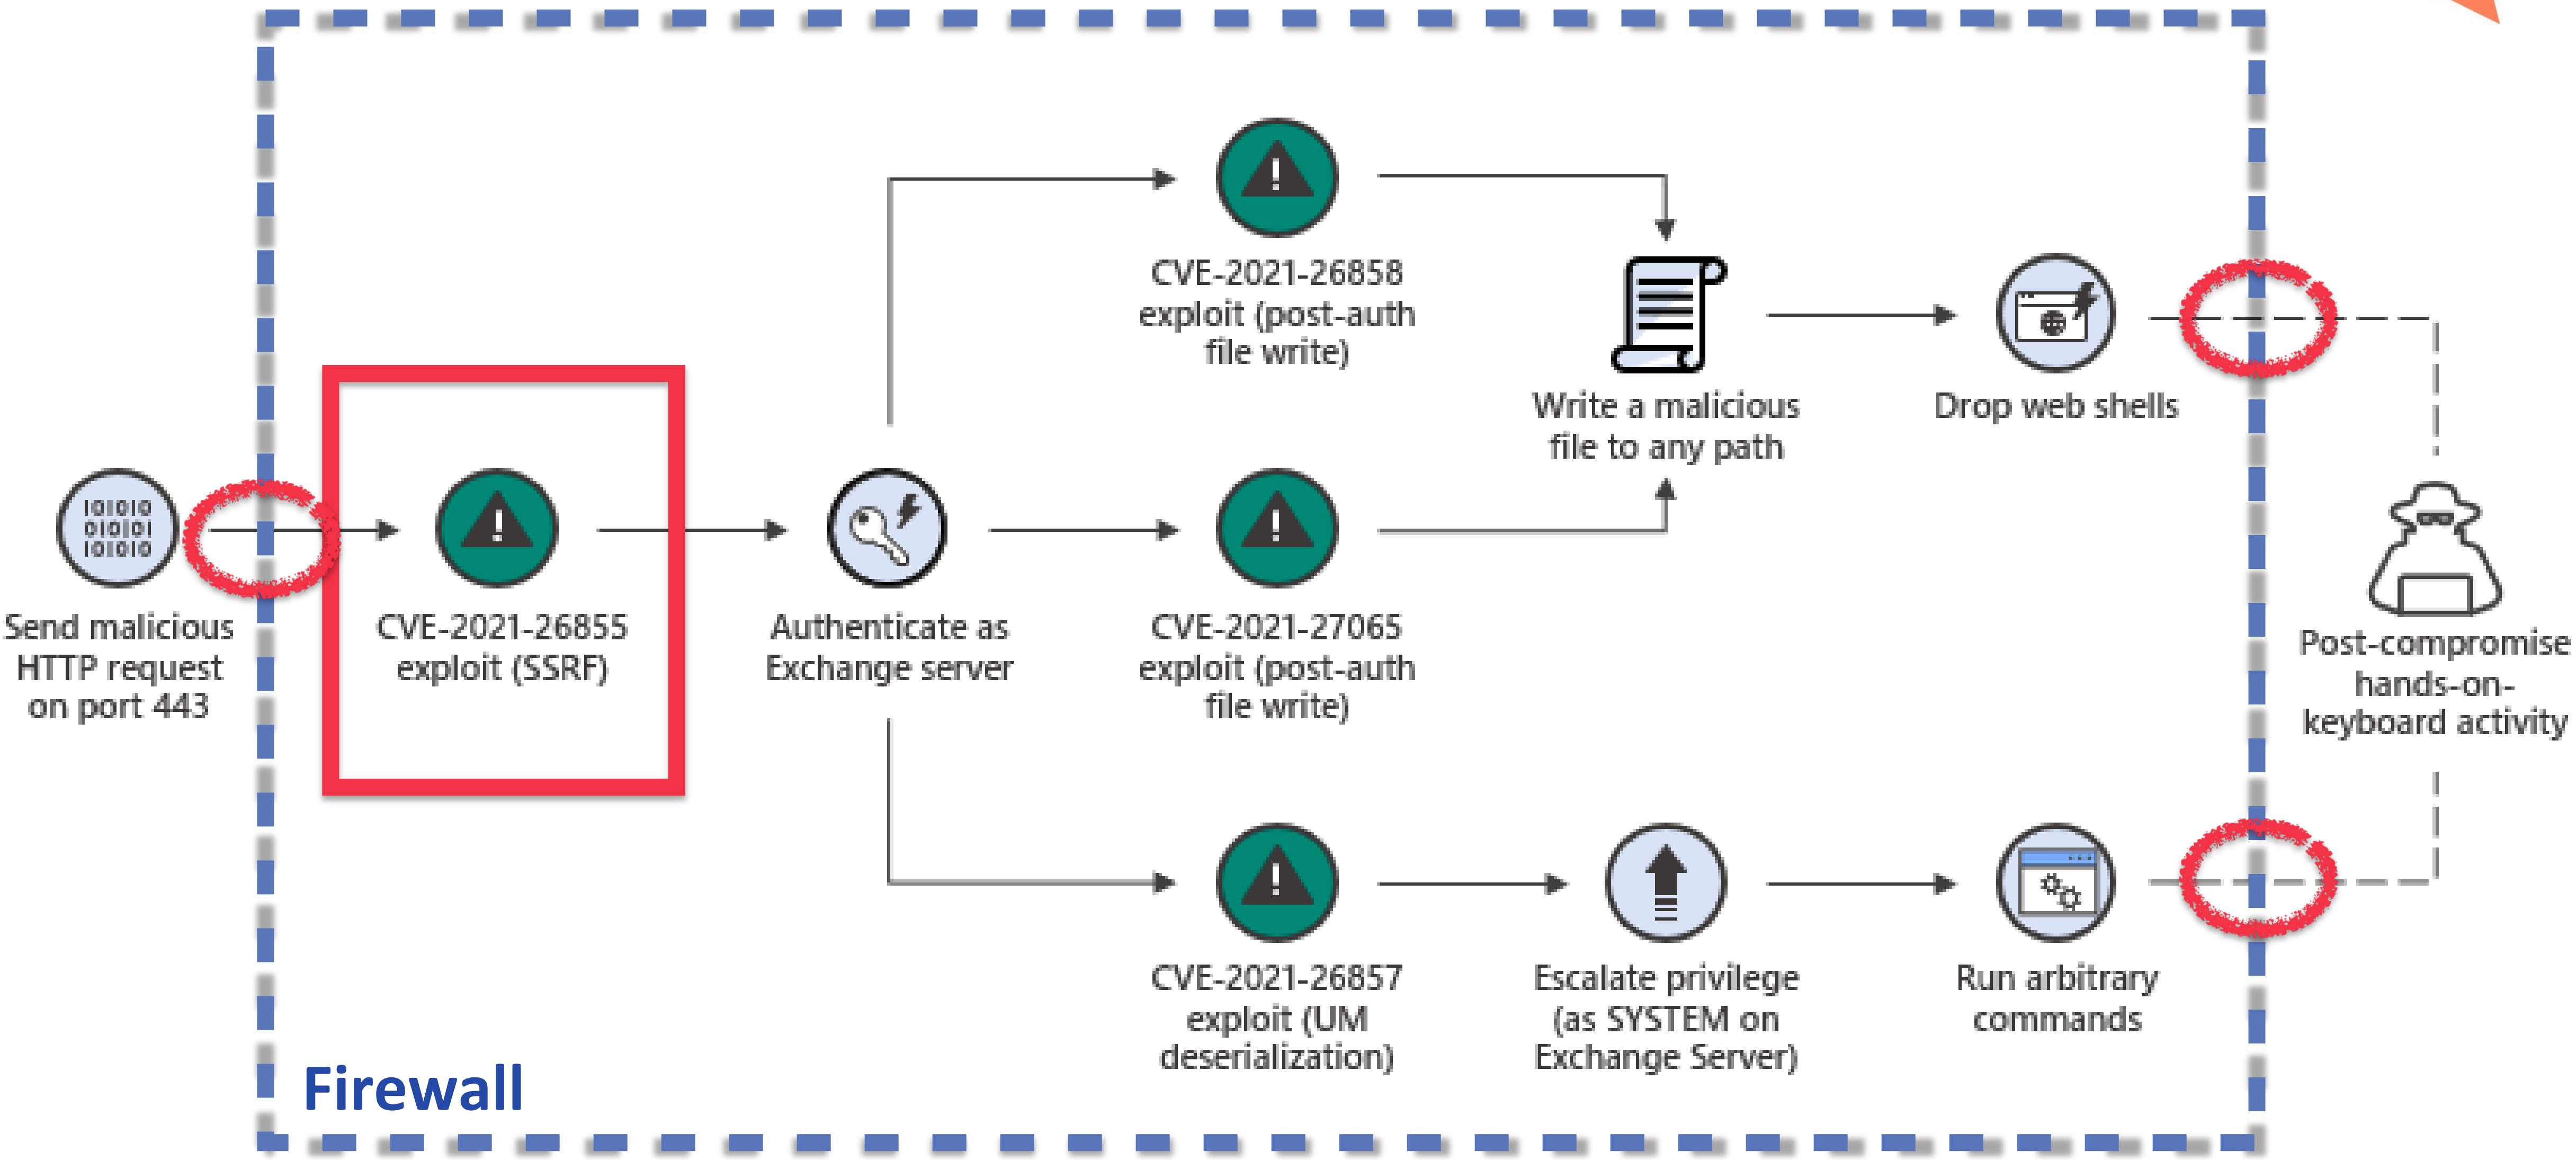 101010
010101
101010
Send malicious
HTTP request
on port 443
CVE-2021-26855
exploit (SSRF)
Authenticate as
Exchange server
CVE-2021-26858
exploit (post-auth
file write)
CVE-2021-27065
exploit (post-auth
file write)
CVE-2021-26857
exploit (UM
deserialization)
Write a malicious
file to any path
Drop web shells
Escalate privilege
(as SYSTEM on
Exchange Server)
Run arbitrary
commands
Post-compromise
hands-on-
keyboard activity
Firewall